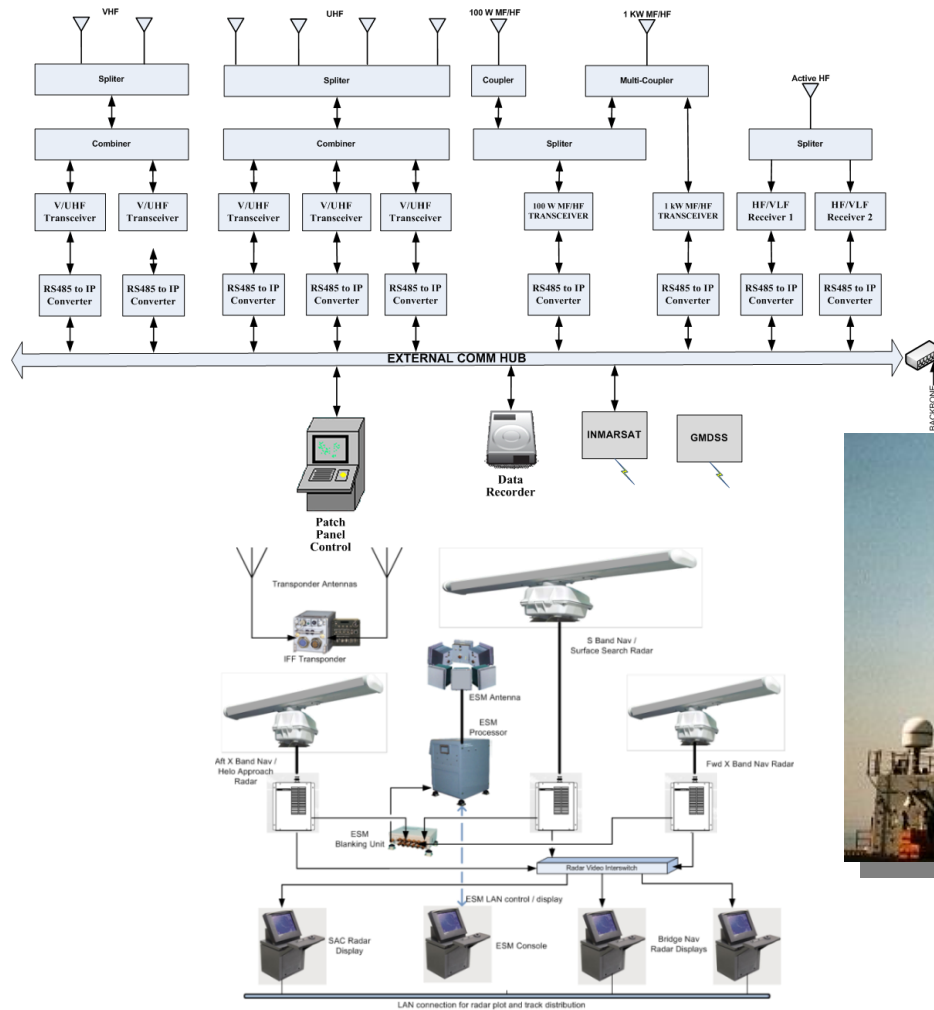 VHF
UHF
100 W MF/HF
1 KW MF/HF
Active HF
Spliter
Spliter
Coupler
Multi-Coupler
Combiner
Combiner
Spliter
Spliter
V/UHF
Transceiver
V/UHF
Transceiver
V/UHF
Transceiver
V/UHF
Transceiver
V/UHF
Transceiver
100 W MF/HF
TRANSCEIVER
1 kW MF/HF
TRANSCEIVER
HF/VLF
Receiver 1
HF/VLF
Receiver 2
RS485 to IP
Converter
RS485 to IP
Converter
RS485 to IP
Converter
RS485 to IP
Converter
RS485 to IP
Converter
RS485 to IP
Converter
RS485 to IP
Converter
RS485 to IP
Converter
RS485 to IP
Converter
EXTERNAL COMM HUB
BACKBONE
Patch
Panel
Control
Data
Recorder
INMARSAT
GMDSS
Transponder Antennas
IFF Transponder
S Band Nav /
Surface Search Radar
ESM Antenna
ESM
Processor
Aft X Band Nav /
Helo Approach
Radar
Fwd X Band Nav Radar
ESM
Blanking Unit
Radar Video Interswitch
ESM LAN control / display
SAC Radar
Display
ESM Console
Bridge Nav
Radar Displays
LAN connection for radar plot and track distribution